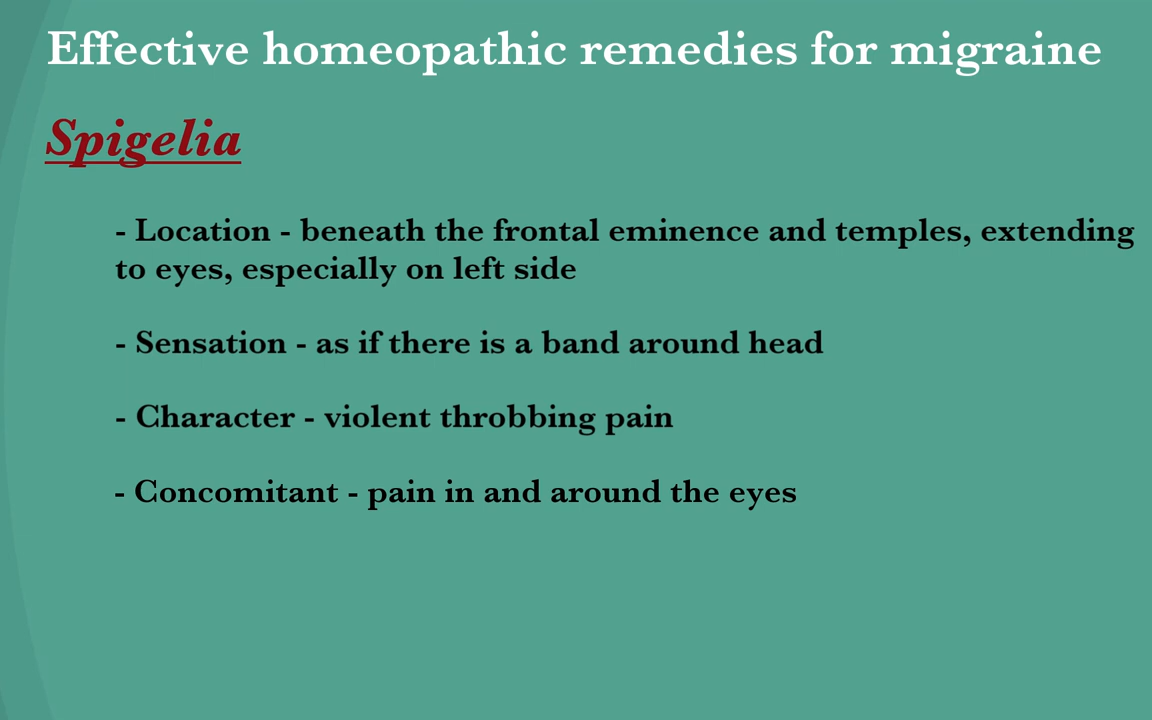 Effective homeopathic remedies for migraine
Spigelia
- Location - beneath the frontal eminence and temples, extending
to eyes, especially on left side
- Sensation - as if there is a band around head
- Character - violent throbbing pain
- Concomitant - pain in and around the eyes